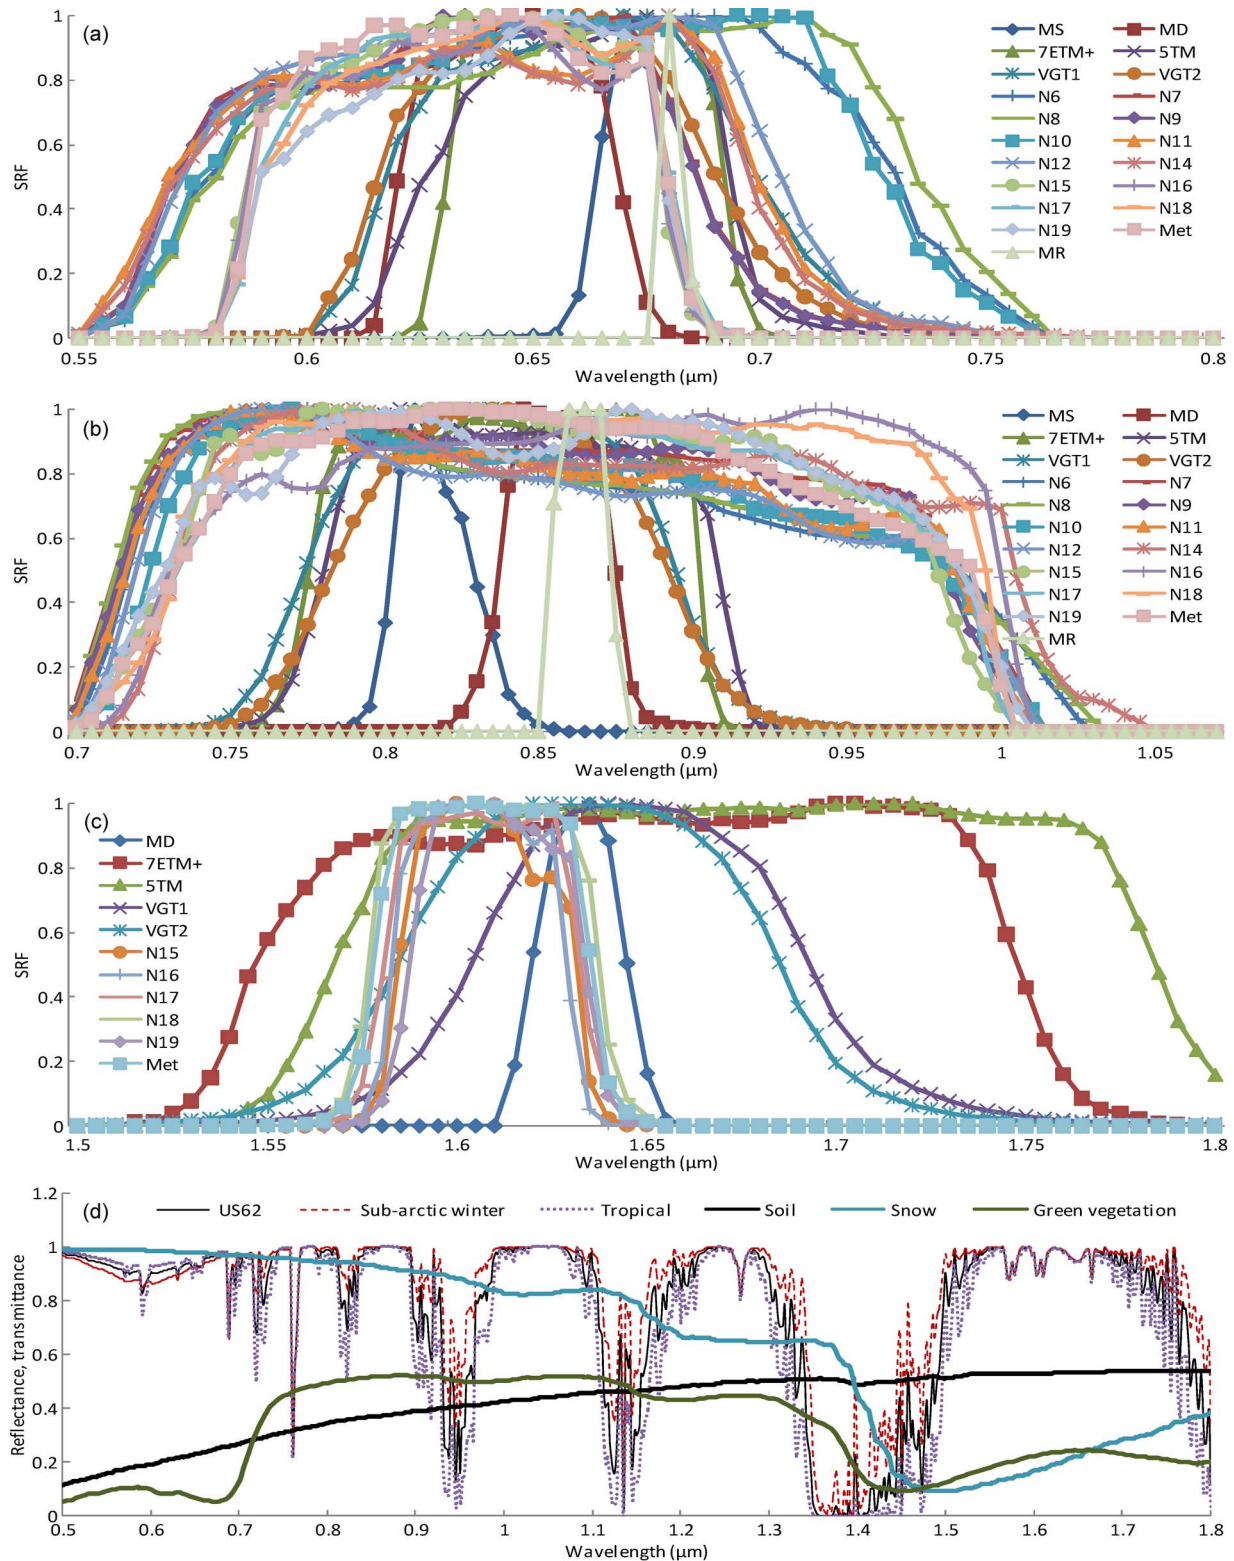 (a)
1
0.8
0.6
0.4
0.2
0
SRF
0.55 0.6 0.65 0.7 0.75 0.8
Wavelength (µm)
MS MD
7ETM+ 5TM
VGT1 VGT2
N6 N7
N8 N9
N10 N11
N12 N14
N15 N16
N17 N18
N19 Met
MR
(b)
1
0.8
0.6
0.4
0.2
0
SRF
0.7 0.75 0.8 0.85 0.9 0.95 1 1.05
Wavelength (µm)
MS MD
7ETM+ 5TM
VGT1 VGT2
N6 N7
N8 N9
N10 N11
N12 N14
N15 N16
N17 N18
N19 Met
MR
(c)
1
0.8
0.6
0.4
0.2
0
SRF
1.5 1.55 1.6 1.65 1.7 1.75 1.8
Wavelength (µm)
MD
7ETM+
5TM
VGT1
VGT2
N15
N16
N17
N18
N19
Met
(d)
US62 Sub-arctic winter Tropical Soil Snow Green vegetation
1.2
1
0.8
0.6
0.4
0.2
0
Reflectance, transmittance
0.5 0.6 0.7 0.8 0.9 1 1.1 1.2 1.3 1.4 1.5 1.6 1.7 1.8
Wavelength (µm)